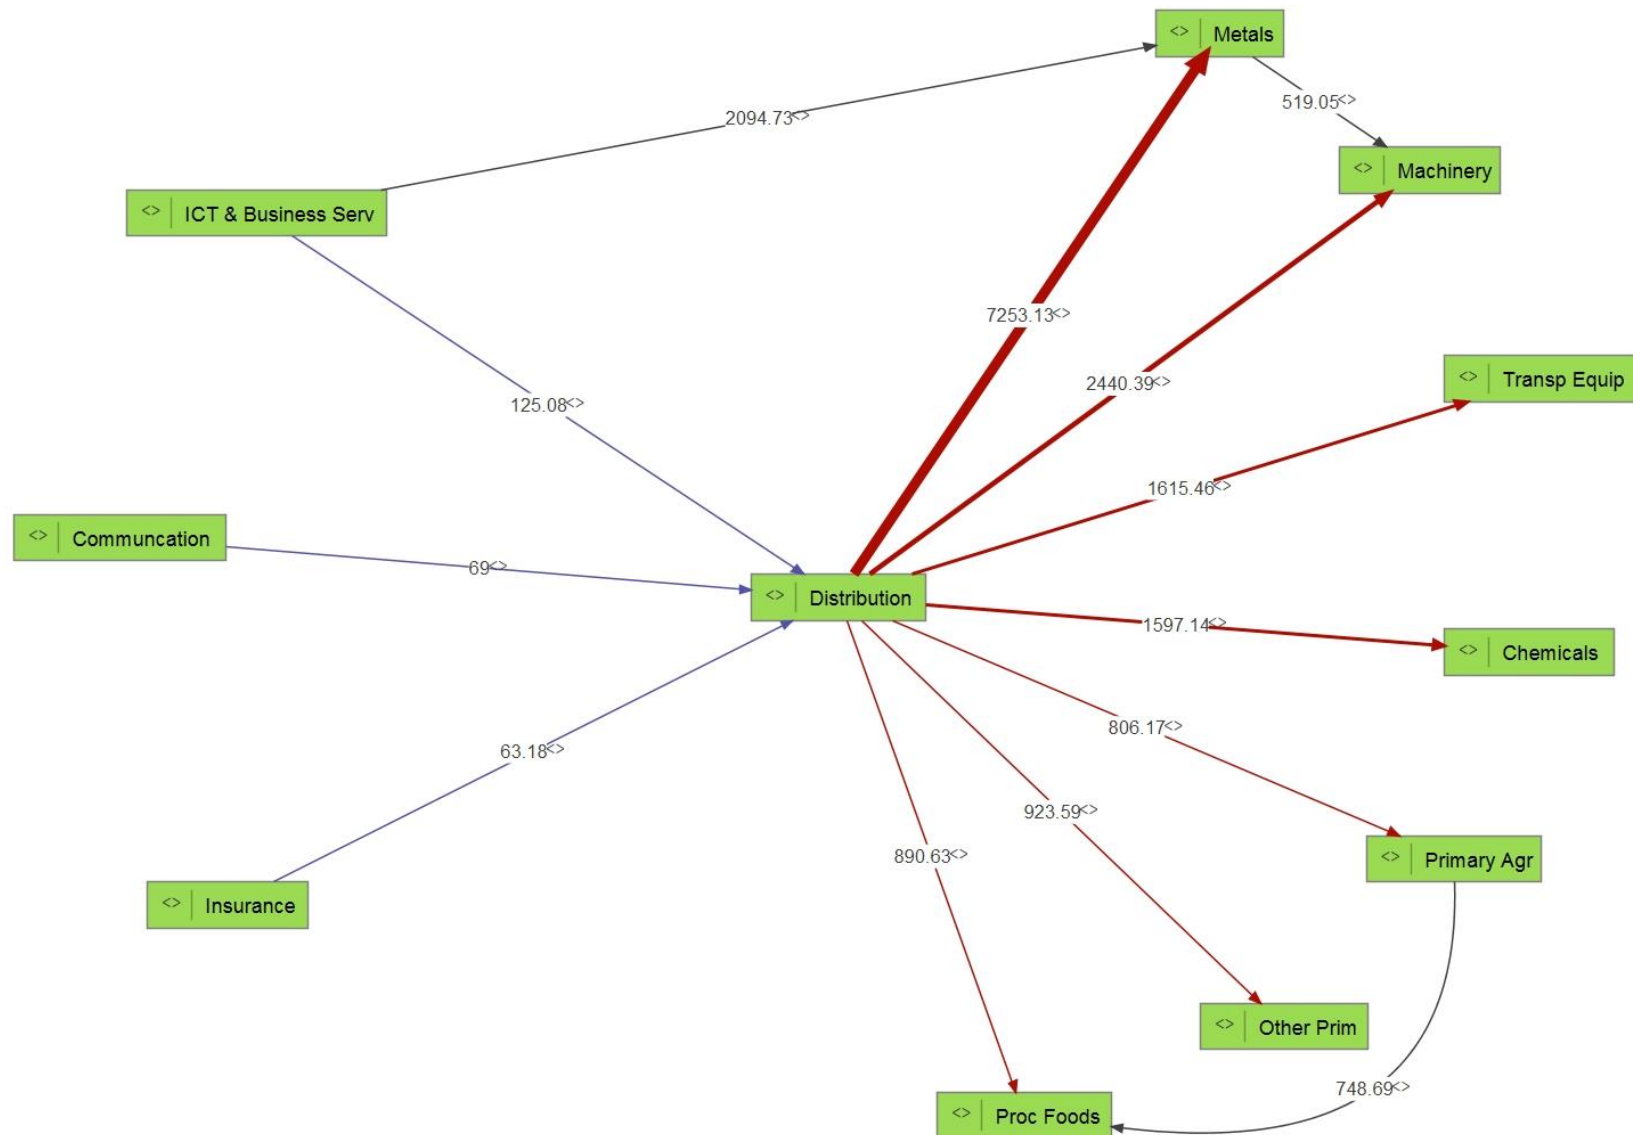 <> Metals
519.05<>
2094.73<>
<> Machinery
<> ICT & Business Serv
7253.13<>
2440.39<>
<> Transp Equip
125.08<>
1615.46<>
<> Communcation
69<>
<> Distribution
1597.14<>
<> Chemicals
806.17<>
63.18<>
923.59<>
890.63<>
<> Primary Agr
<> Insurance
<> Other Prim
748.69<>
<> Proc Foods